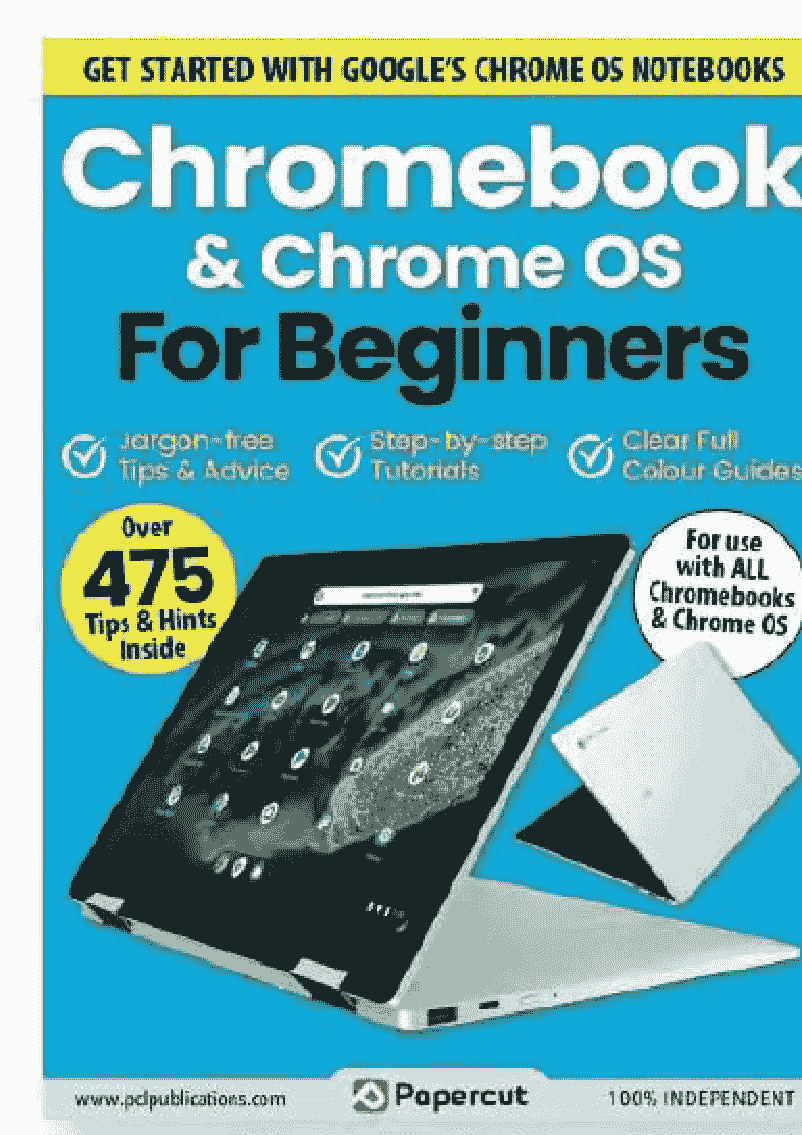 GET STARTED WITH GOOGLE'S CHROME OS NOTEBOOKS
Chromebook
& Chrome OS
For Beginners
Jargon-free
Tips & Advice
Step-by-step
Tutorials
Clear Full
Colour Guides
Over
475
Tips & Hints
Inside
For use
with ALL
Chromebooks
& Chrome OS
www.pclpublications.com
Papercut
100% INDEPENDENT